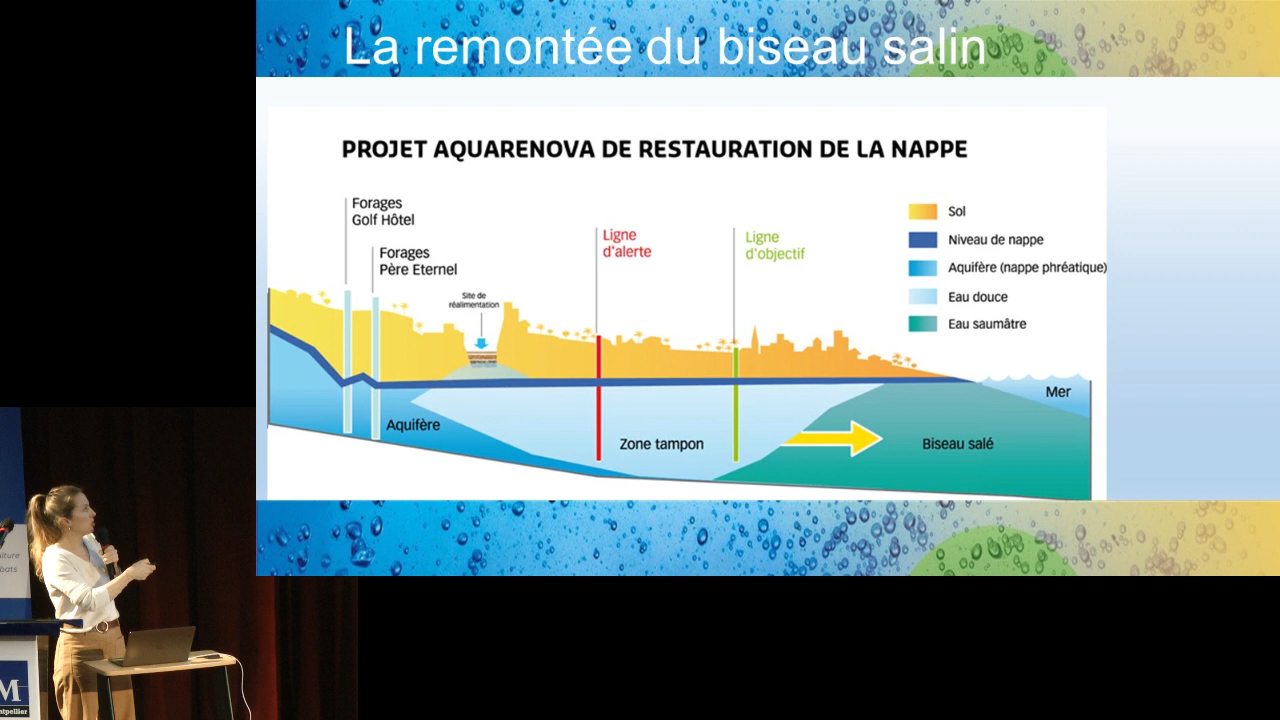 La remontée du biseau salin
PROJET AQUARENOVA DE RESTAURATION DE LA NAPPE
Forages
Golf Hôtel
Forages
Père Eternel
Site de
réalimentation
Ligne
d'alerte
Ligne
d'objectif
Sol
Niveau de nappe
Aquifère (nappe phréatique)
Eau douce
Eau saumâtre
Aquifère
Zone tampon
Biseau salé
Mer
M